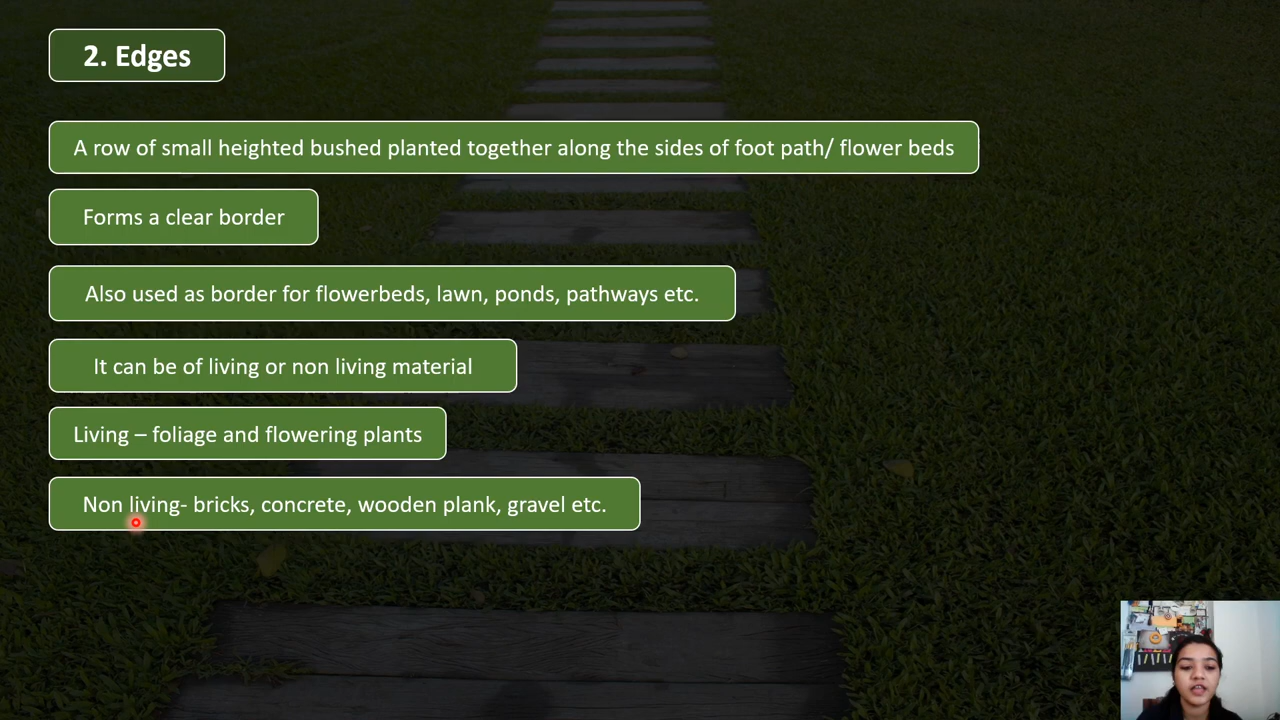 2. Edges
A row of small heighted bushed planted together along the sides of foot path/ flower beds
Forms a clear border
Also used as border for flowerbeds, lawn, ponds, pathways etc.
It can be of living or non living material
Living – foliage and flowering plants
Non living- bricks, concrete, wooden plank, gravel etc.